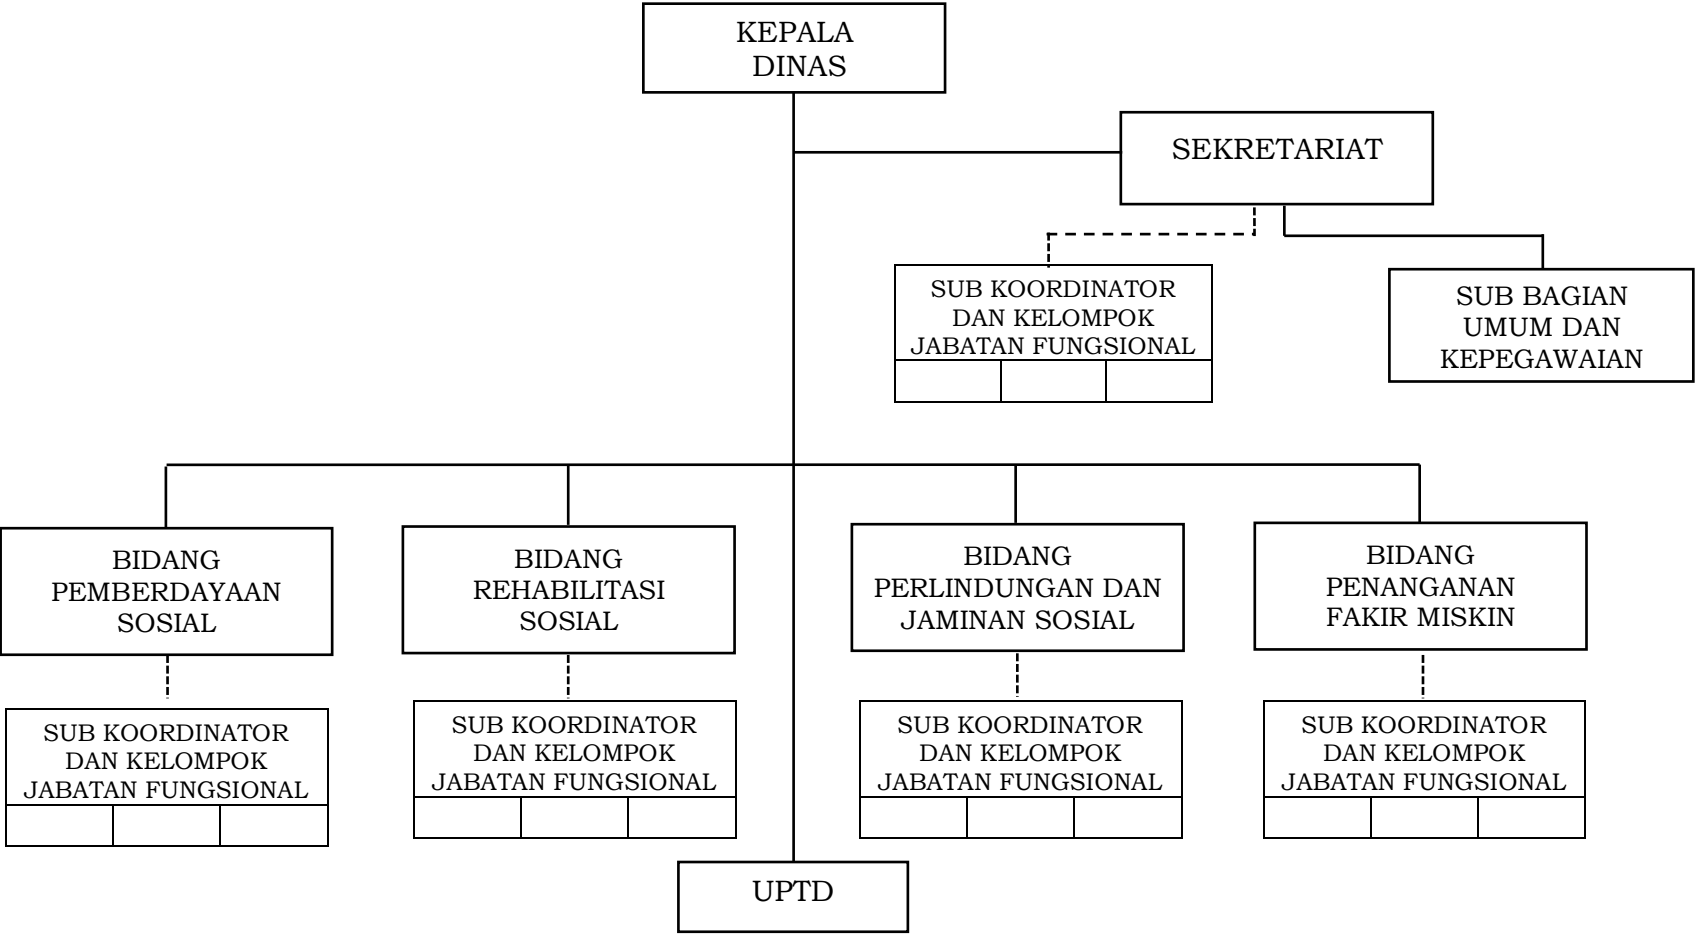 KEPALA
DINAS
SEKRETARIAT
SUB KOORDINATOR
DAN KELOMPOK
JABATAN FUNGSIONAL
SUB BAGIAN
UMUM DAN
KEPEGAWAIAN
BIDANG
PEMBERDAYAAN
SOSIAL
BIDANG
REHABILITASI
SOSIAL
BIDANG
PERLINDUNGAN DAN
JAMINAN SOSIAL
BIDANG
PENANGANAN
FAKIR MISKIN
SUB KOORDINATOR
DAN KELOMPOK
JABATAN FUNGSIONAL
SUB KOORDINATOR
DAN KELOMPOK
JABATAN FUNGSIONAL
SUB KOORDINATOR
DAN KELOMPOK
JABATAN FUNGSIONAL
SUB KOORDINATOR
DAN KELOMPOK
JABATAN FUNGSIONAL
UPTD